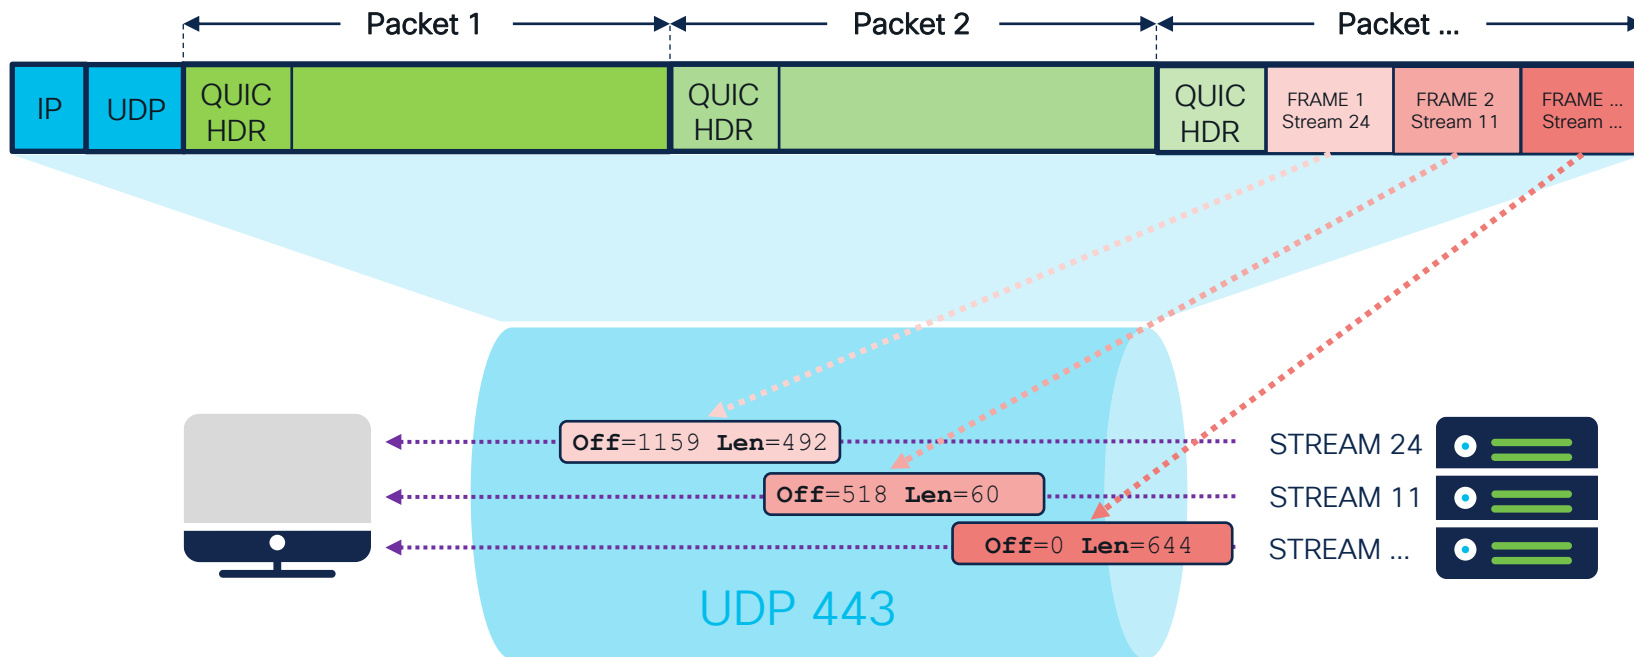 Packet 1
Packet 2
Packet ...
IP
UDP
QUIC
HDR
QUIC
HDR
QUIC
HDR
FRAME 1
Stream 24
FRAME 2
Stream 11
FRAME ...
Stream ...
Off=1159 Len=492
STREAM 24
Off=518 Len=60
STREAM 11
Off=0 Len=644
STREAM ...
UDP 443